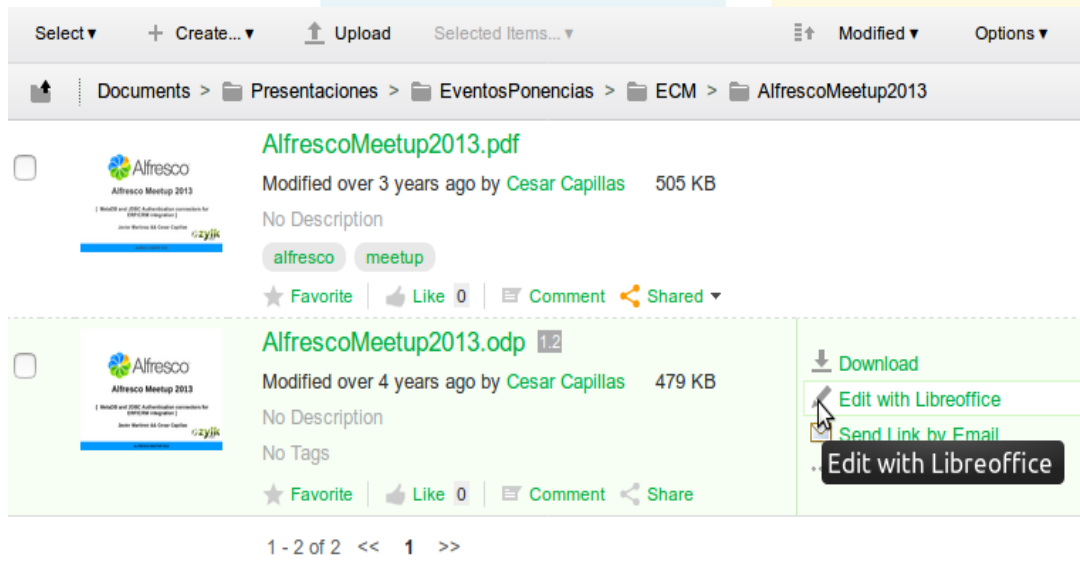 Select ▾ + Create... ▾ Upload Selected Items... ▾ Modified ▾ Options ▾
Documents > Presentaciones > EventosPonencias > ECM > AlfrescoMeetup2013
AlfrescoMeetup2013.pdf
Alfresco
Alfresco Meetup 2013
Modified over 3 years ago by Cesar Capillas 505 KB
No Description
zylk
alfresco meetup
Favorite Like 0 Comment Shared ▾
AlfrescoMeetup2013.odp 1.2
Alfresco
Alfresco Meetup 2013
Modified over 4 years ago by Cesar Capillas 479 KB
No Description
zylk
No Tags
Favorite Like 0 Comment Share
Download
Edit with Libreoffice
Send Link by Email
Edit with Libreoffice
1 - 2 of 2 << 1 >>